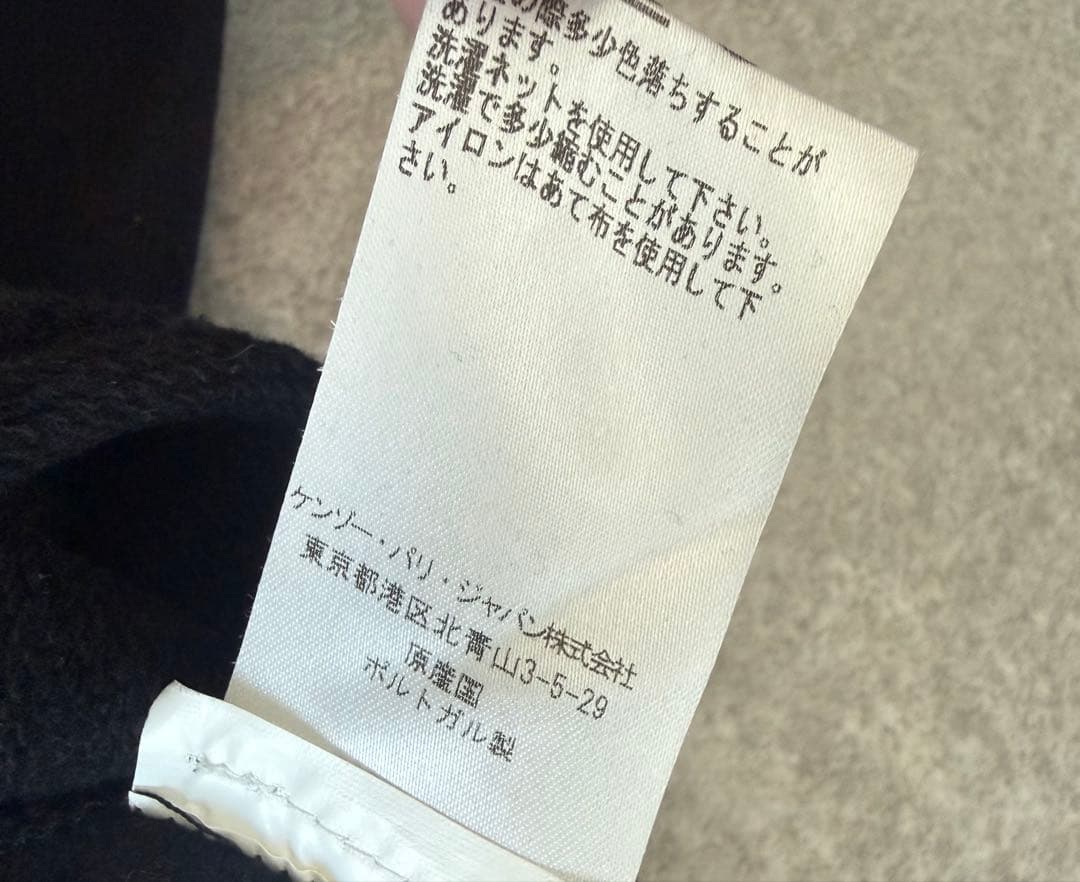 の際多少色落ちすることが
あります。
洗濯ネットを使用して下さい。
洗濯で多少縮むことがあります。
アイロンはあて布を使用して下
さい。
ケンゾー・パリ・ジャパン株式会社
東京都港区北青山3-5-29
原産国
ポルトガル製